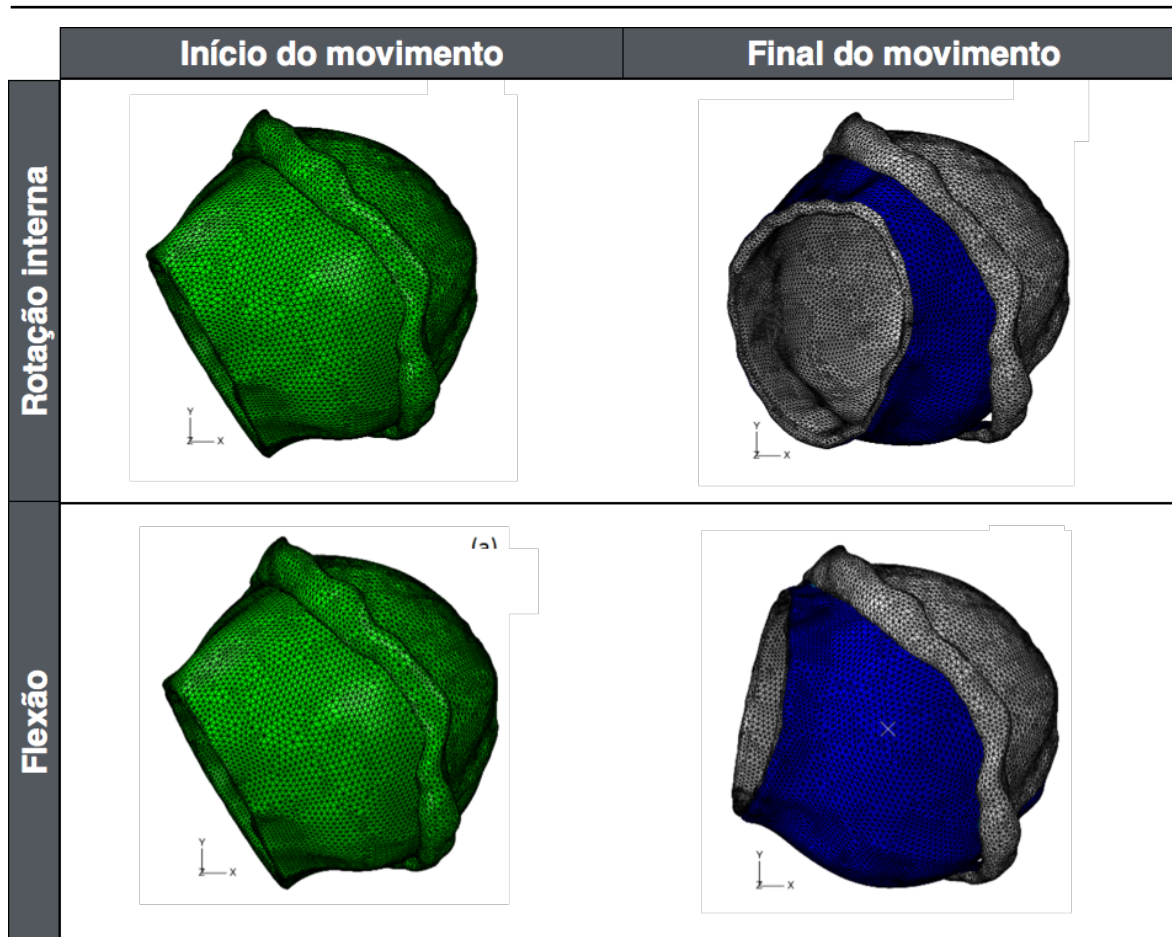 Início do movimento
Final do movimento
Rotação interna
Y
Z
X
Y
Z
X
Flexão
(a)
Y
Z
X
Y
Z
X